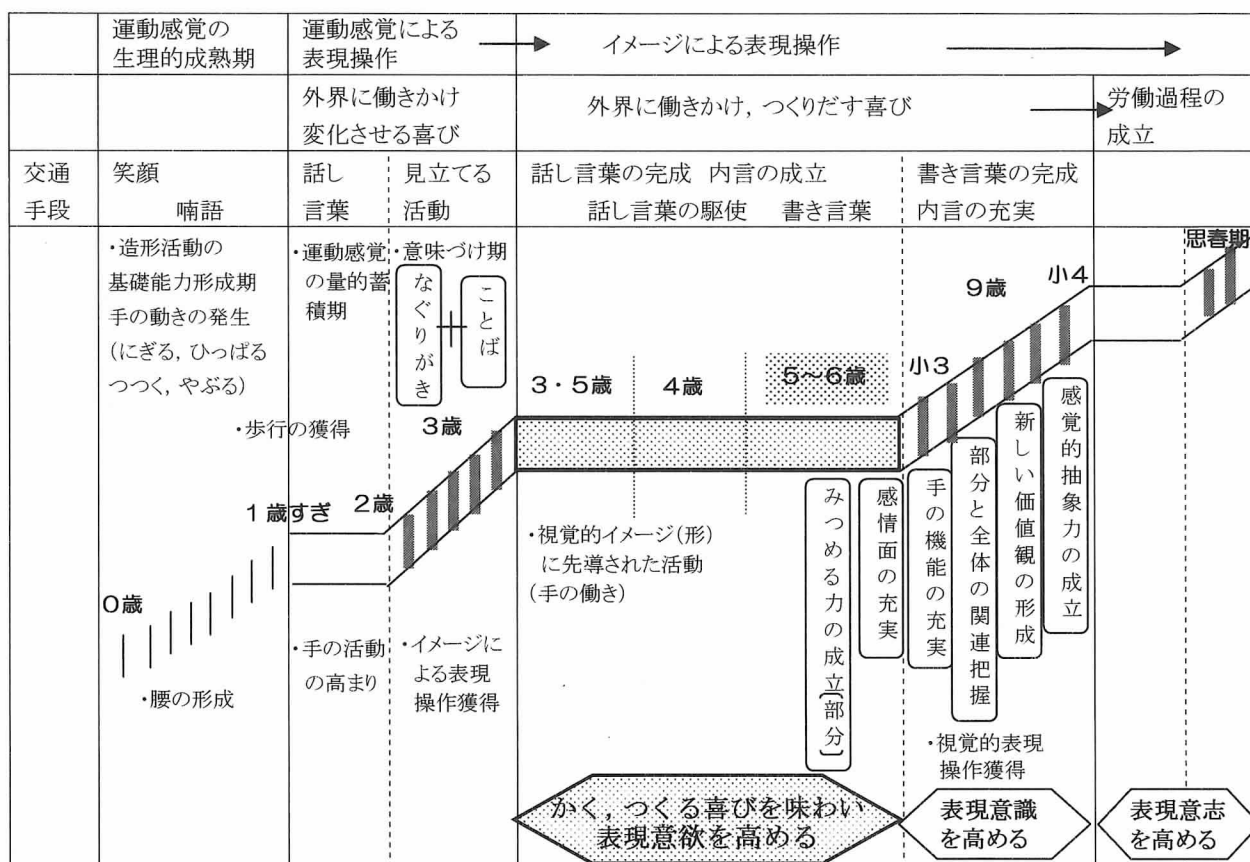 運動感覚の
生理的成熟期
運動感覚による
表現操作
イメージによる表現操作
外界に働きかけ
変化させる喜び
外界に働きかけ，つくりだす喜び
労働過程の
成立
交通
手段
笑顔
喃語
話し
言葉
見立てる
活動
話し言葉の完成 内言の成立
話し言葉の駆使 書き言葉
書き言葉の完成
内言の充実
・造形活動の
基礎能力形成期
手の動きの発生
(にぎる，ひっぱる
つつく，やぶる)
・運動感覚
の量的蓄
積期
・意味づけ期
なぐりがき
ことば
思春期
小4
9歳
小3
3・5歳
4歳
5～6歳
・歩行の獲得
3歳
2歳
1歳すぎ
0歳
・腰の形成
・手の活動
の高まり
・イメージに
よる表現
操作獲得
・視覚的イメージ(形)
に先導された活動
(手の働き)
みつめる力の成立〔部分〕
感情面の充実
手の機能の充実
部分と全体の関連把握
新しい価値観の形成
感覚的抽象力の成立
・視覚的表現
操作獲得
かく，つくる喜びを味わい
表現意欲を高める
表現意識
を高める
表現意志
を高める